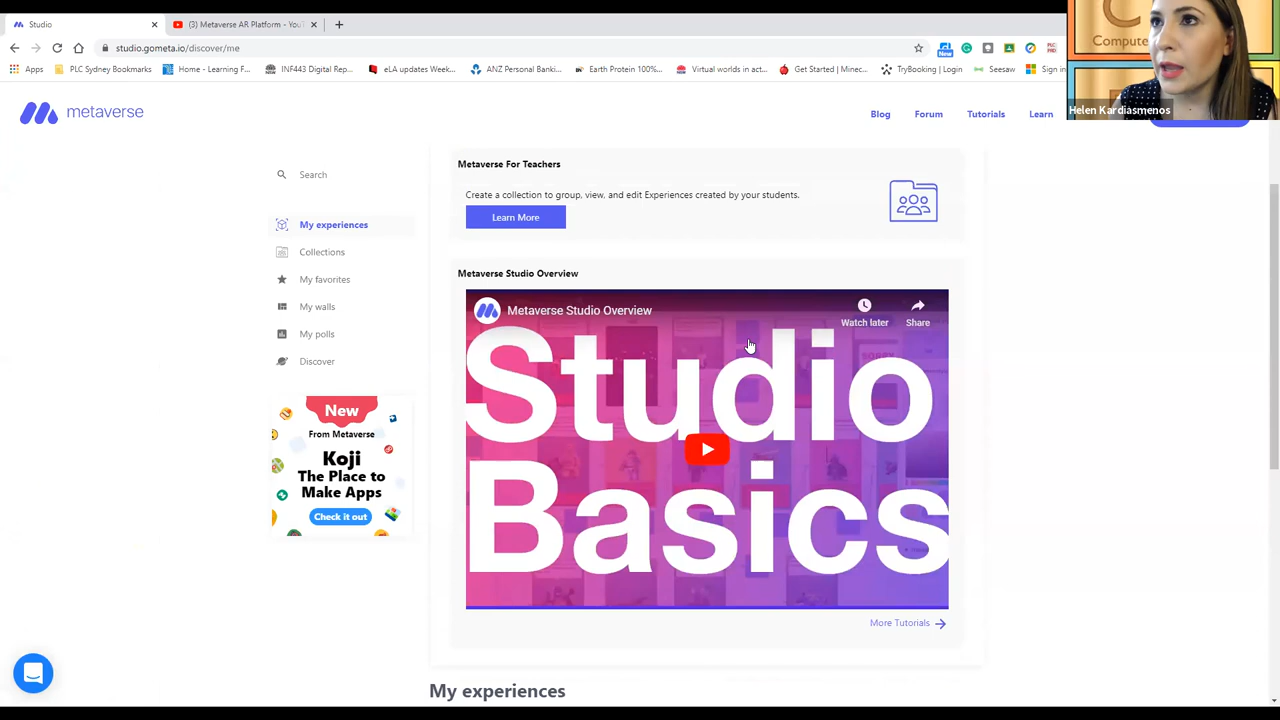 Studio
(3) Metaverse AR Platform - YouT
studio.gometa.io/discover/me
New
Apps
PLC Sydney Bookmarks
Home - Learning F...
INF443 Digital Rep...
eLA updates Week...
ANZ Personal Bank...
Earth Protein 100%...
Virtual worlds in act...
Get Started | Minec...
TryBooking | Login
Seesaw
Sign in
Compute
Helen Kardiasmenos
metaverse
Blog
Forum
Tutorials
Learn
Search
My experiences
Collections
My favorites
My walls
My polls
Discover
New
From Metaverse
Koji
The Place to
Make Apps
Check it out
Metaverse For Teachers
Create a collection to group, view, and edit Experiences created by your students.
Learn More
Metaverse Studio Overview
Metaverse Studio Overview
Watch later
Share
Studio
Basics
More Tutorials
My experiences